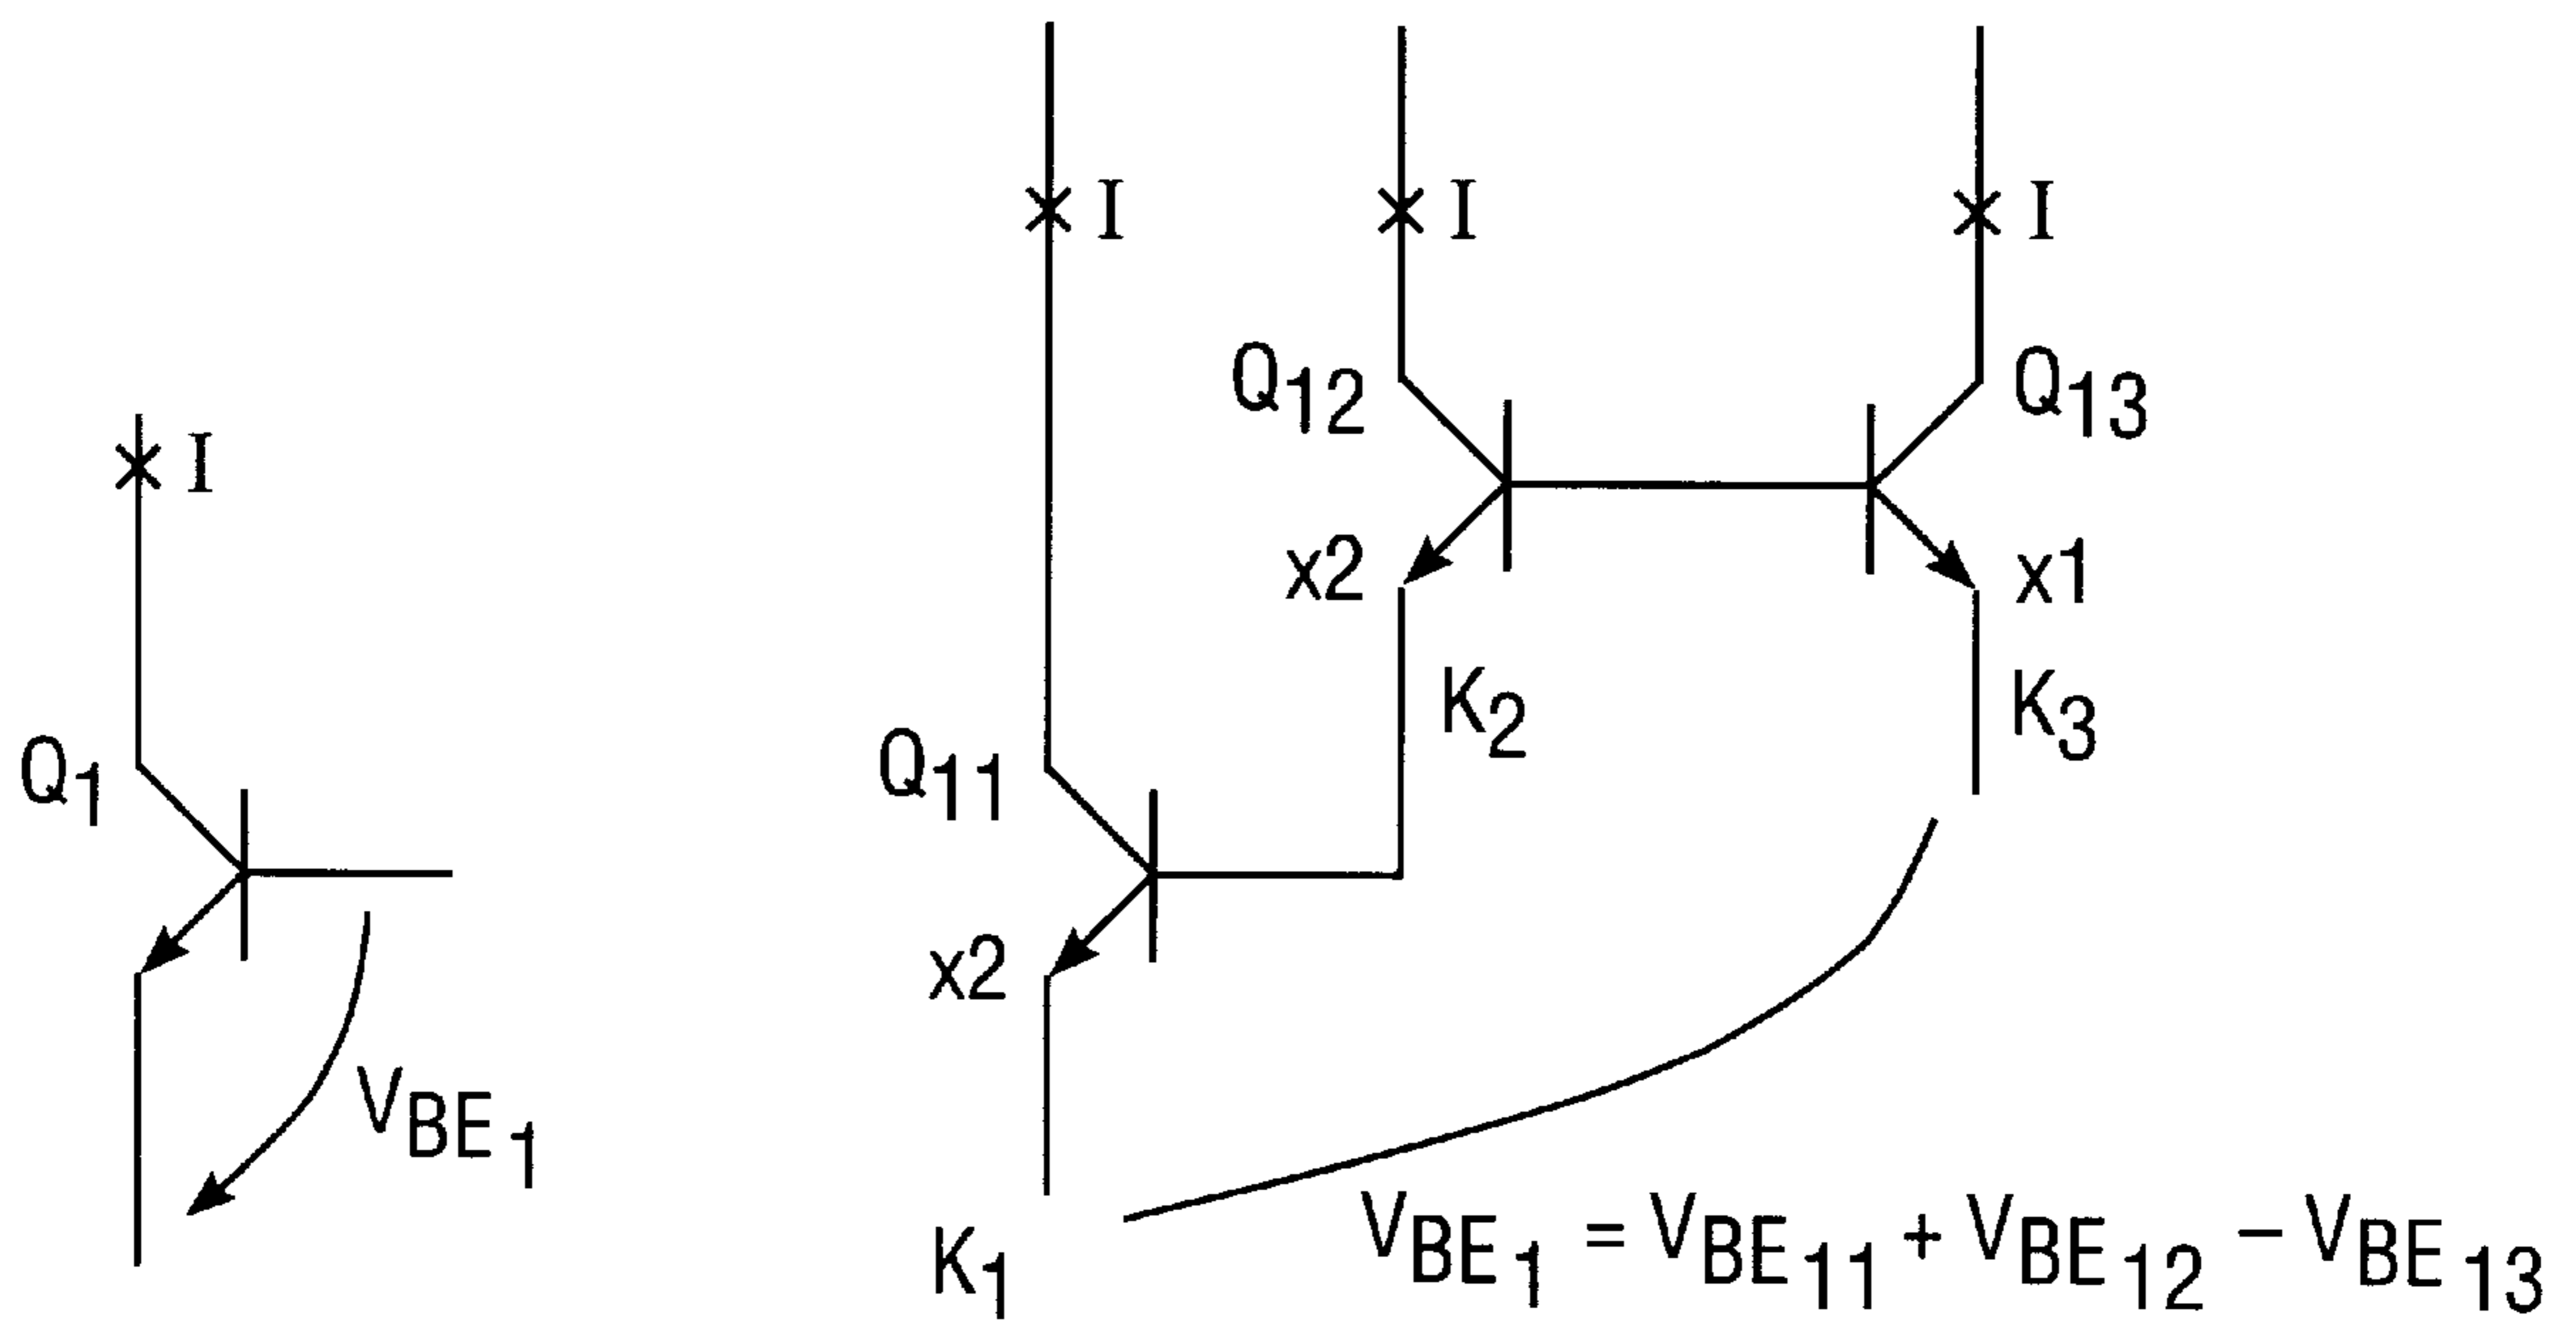 I I I
Q12 Q13
I
x2 x1
K2 K3
Q1 Q11
x2
VBE1
K1 VBE1 = VBE11 + VBE12 − VBE13